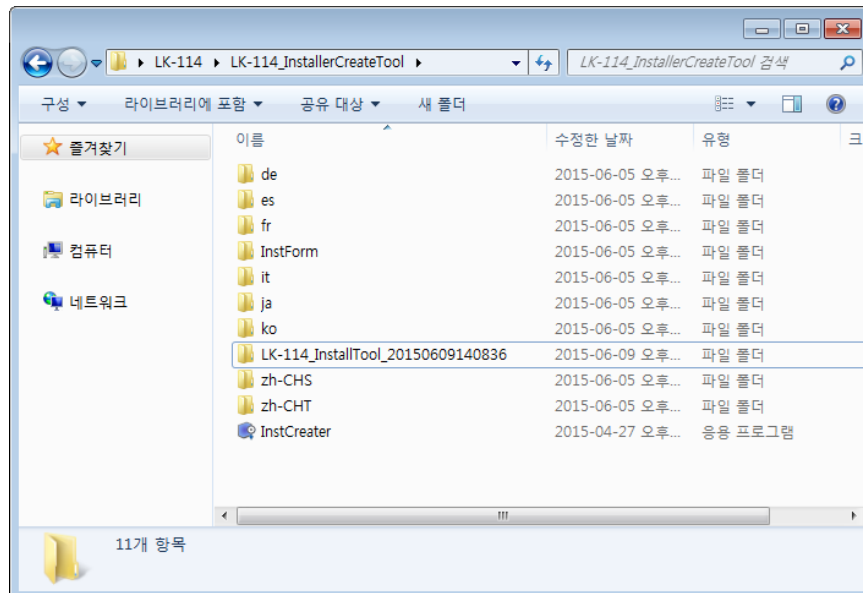 LK-114 LK-114_InstallerCreateTool LK-114_InstallerCreateTool 검색
구성 라이브러리에 포함 공유 대상 새 폴더
즐겨찾기
라이브러리
컴퓨터
네트워크
이름 수정한 날짜 유형 크
de 2015-06-05 오후... 파일 폴더
es 2015-06-05 오후... 파일 폴더
fr 2015-06-05 오후... 파일 폴더
InstForm 2015-06-05 오후... 파일 폴더
it 2015-06-05 오후... 파일 폴더
ja 2015-06-05 오후... 파일 폴더
ko 2015-06-05 오후... 파일 폴더
LK-114_InstallTool_20150609140836 2015-06-09 오후... 파일 폴더
zh-CHS 2015-06-05 오후... 파일 폴더
zh-CHT 2015-06-05 오후... 파일 폴더
InstCreater 2015-04-27 오후... 응용 프로그램
11개 항목